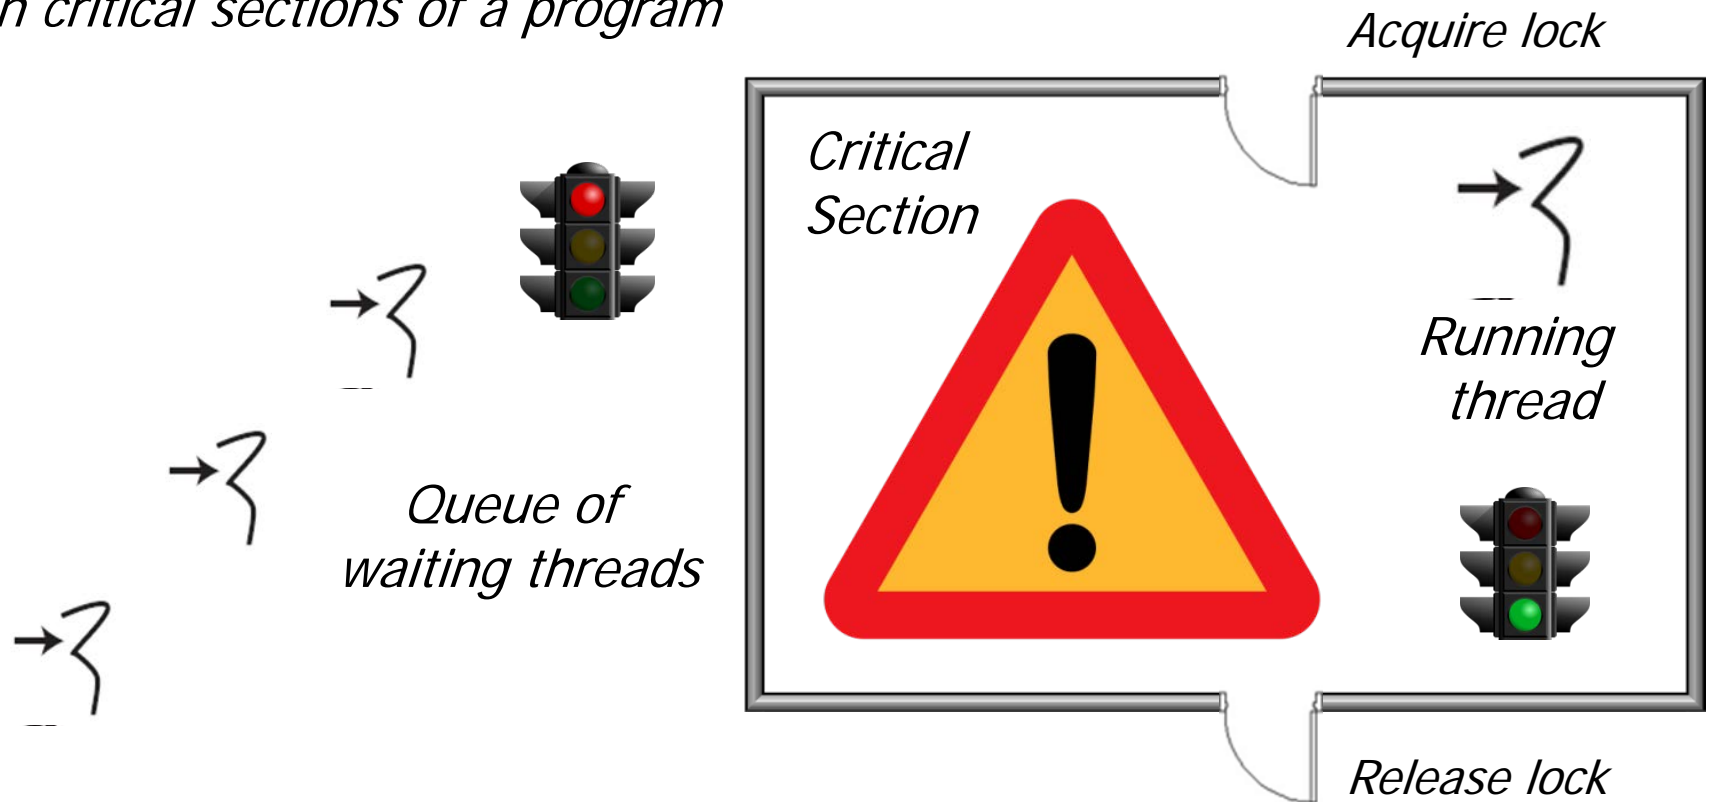 n critical sections of a program
Acquire lock
Critical
Section
Running
thread
Queue of
waiting threads
Release lock